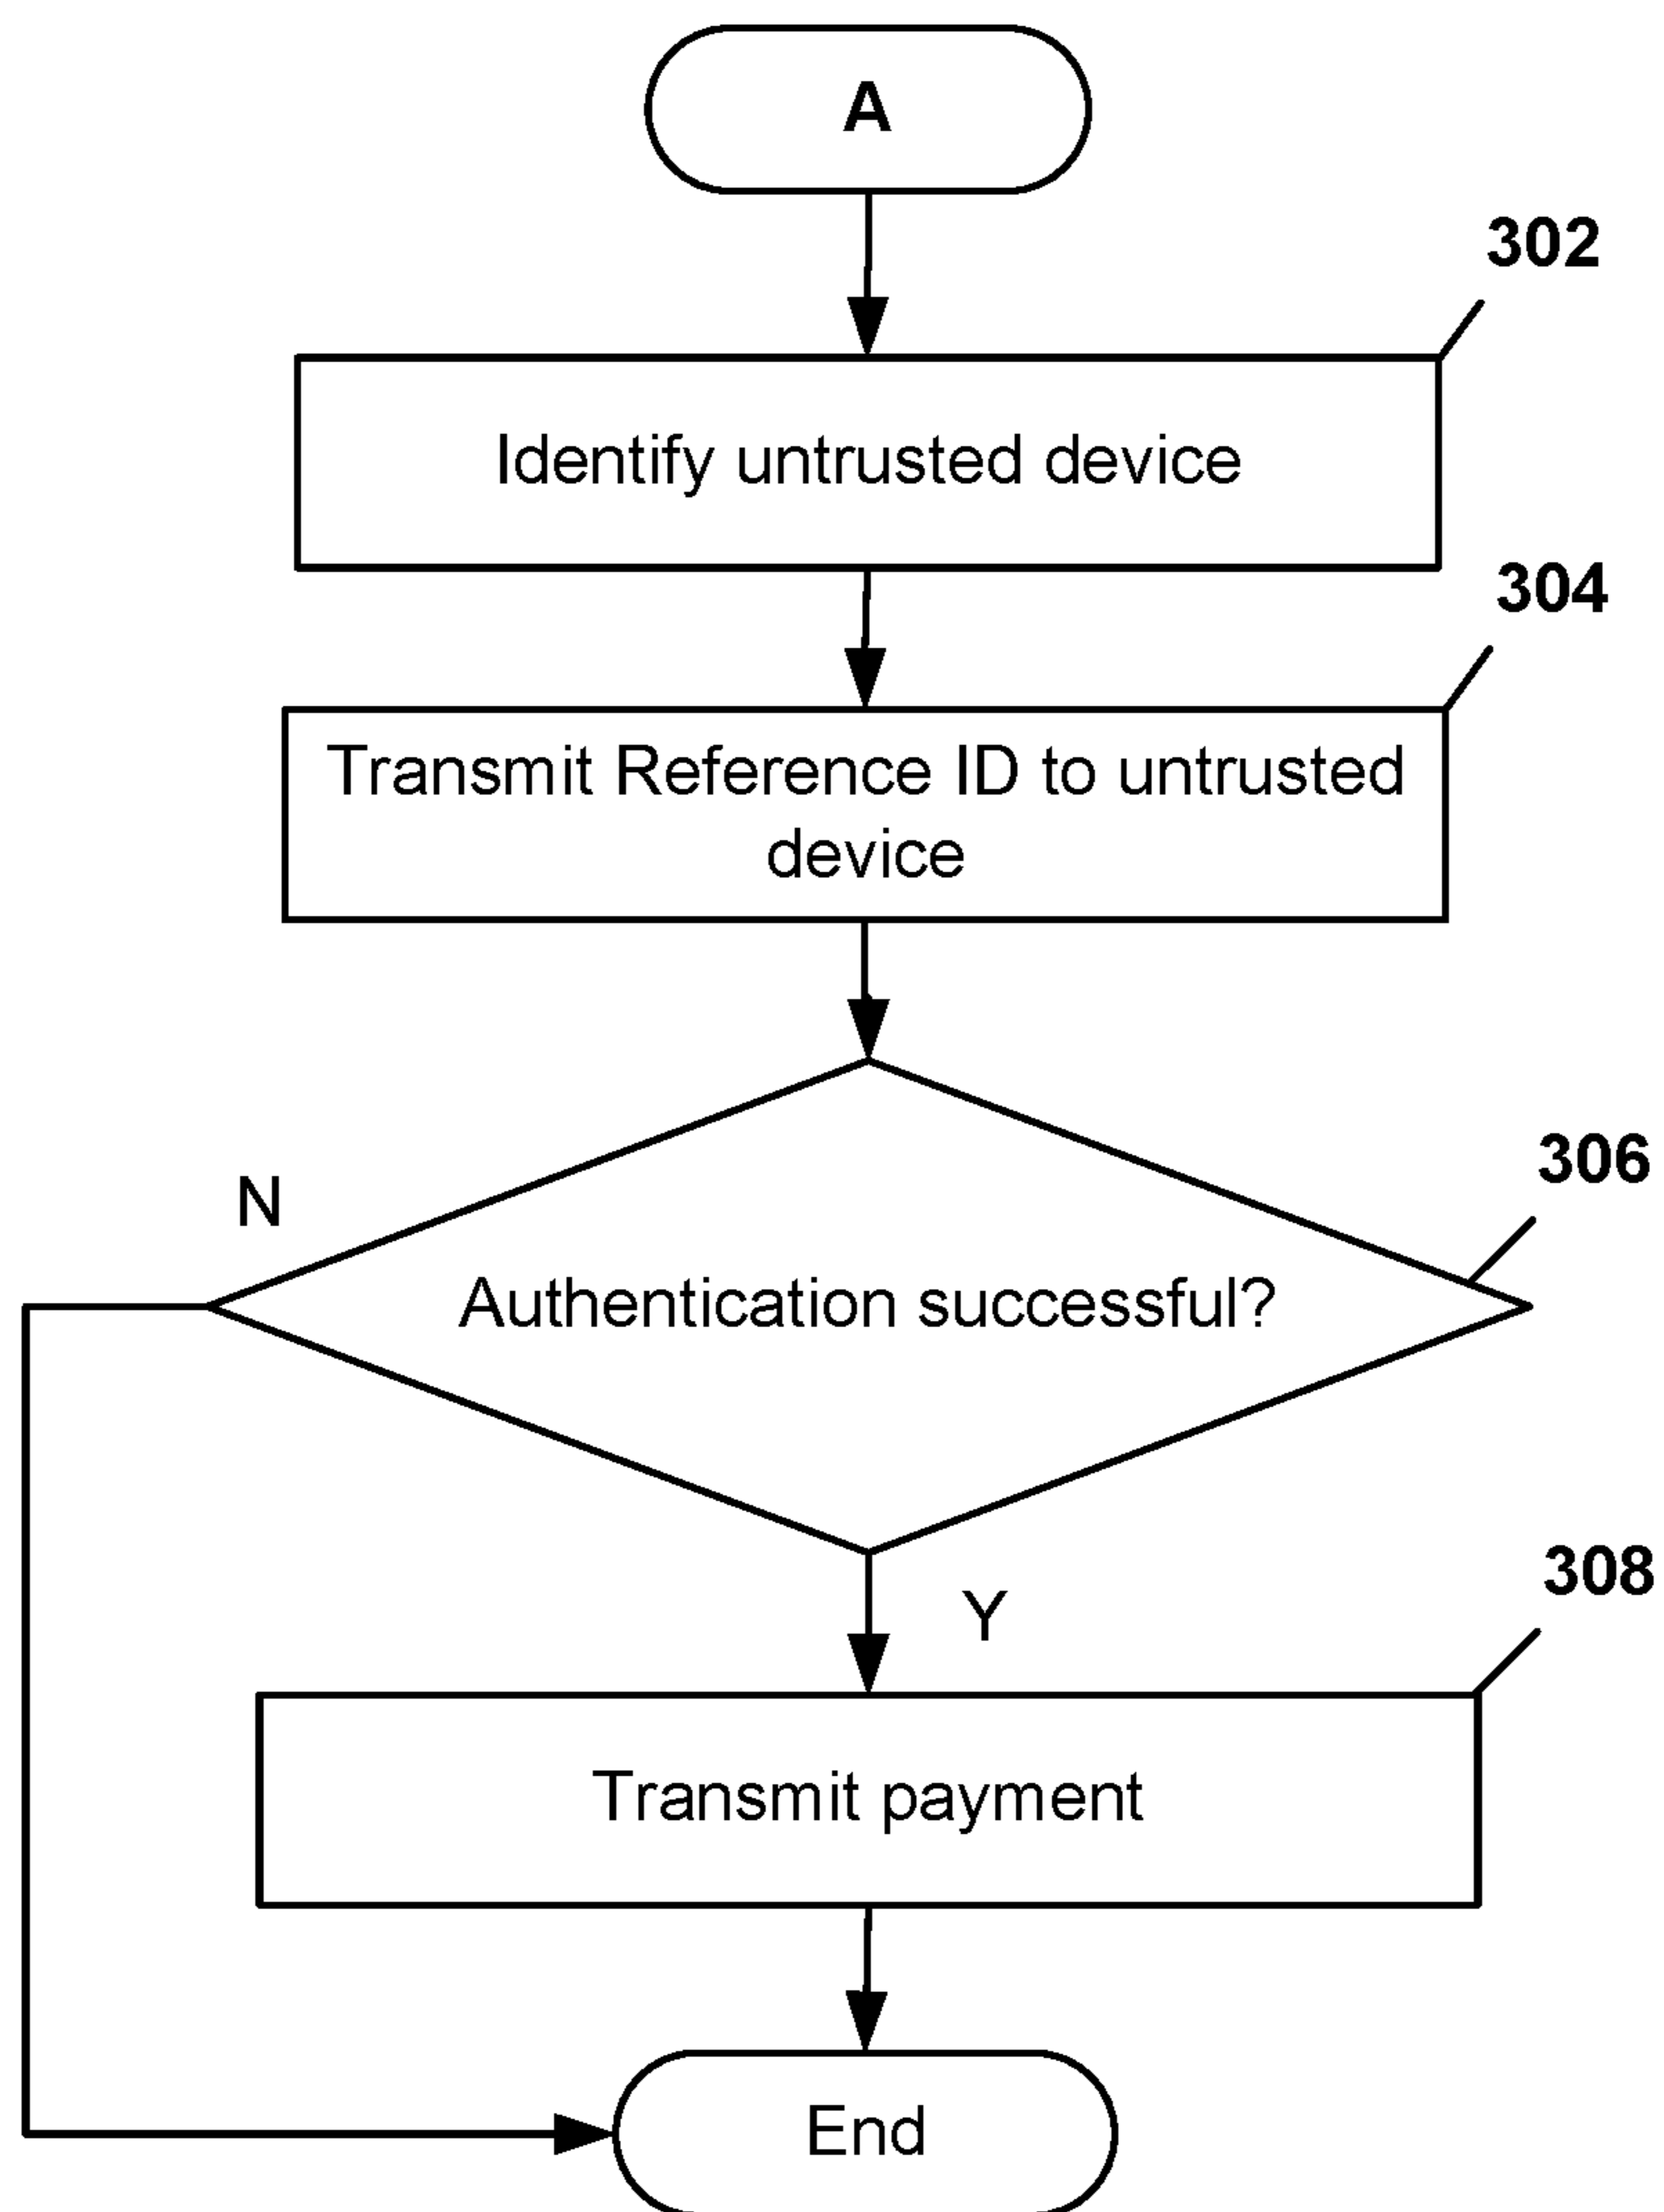 A
302
Identify untrusted device
304
Transmit Reference ID to untrusted
device
306
N
Authentication successful?
308
Y
Transmit payment
End